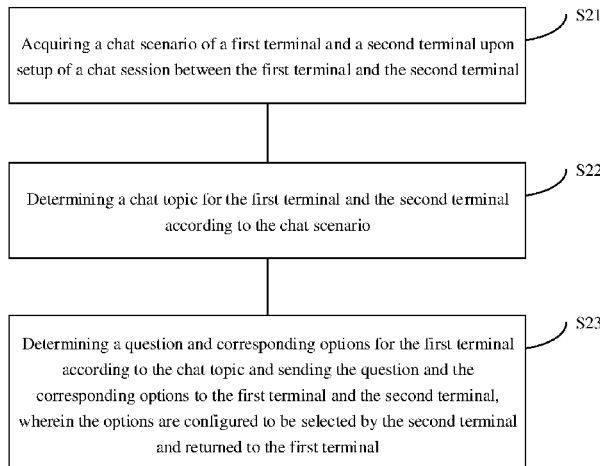 S21
Acquiring a chat scenario of a first terminal and a second terminal upon
setup of a chat session between the first terminal and the second terminal
S22
Determining a chat topic for the first terminal and the second terminal
according to the chat scenario
S23
Determining a question and corresponding options for the first terminal
according to the chat topic and sending the question and the
corresponding options to the first terminal and the second terminal,
wherein the options are configured to be selected by the second terminal
and returned to the first terminal